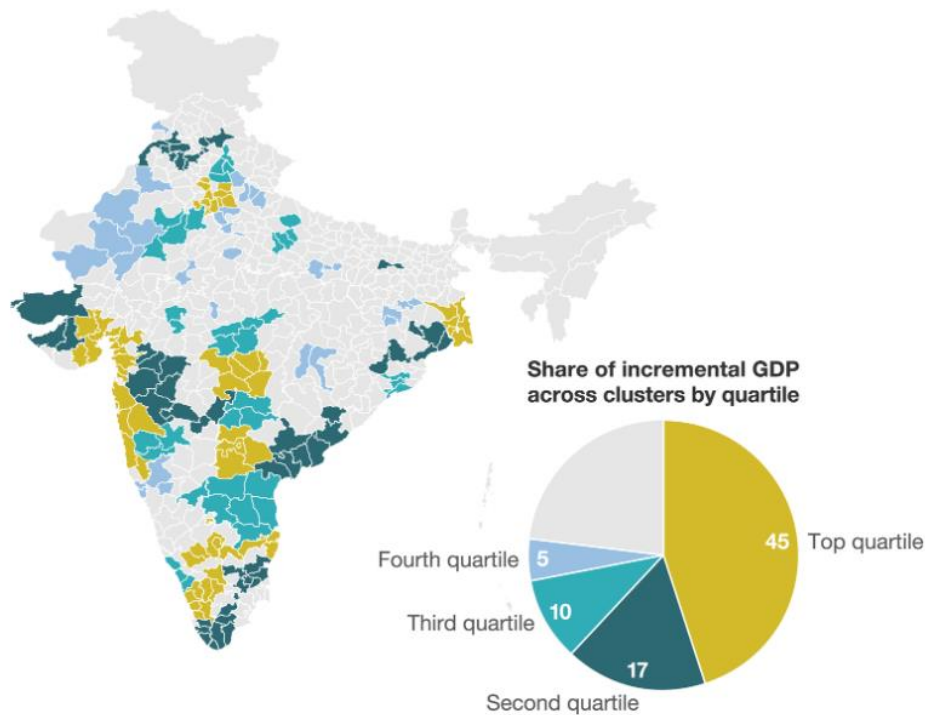 Share of incremental GDP
across clusters by quartile
45
Top quartile
Fourth quartile
5
Third quartile
10
17
Second quartile